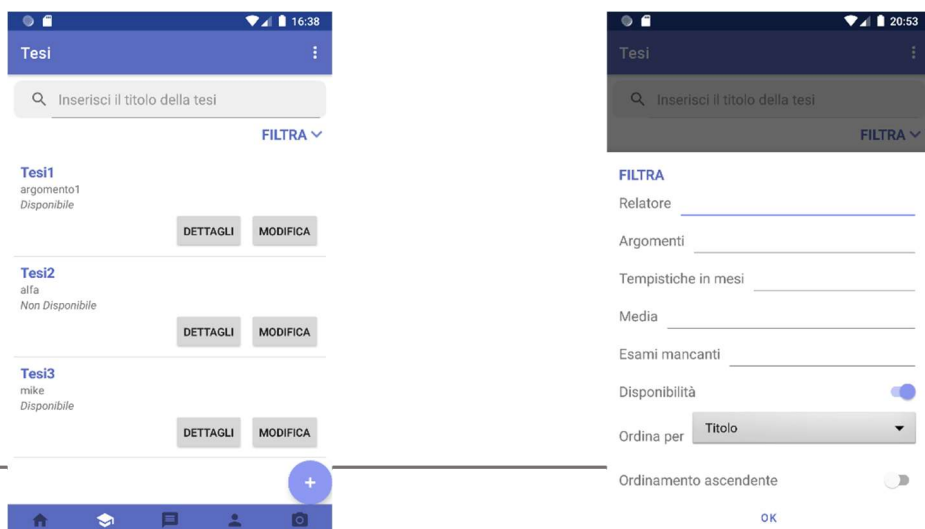 16:38
Tesi
Inserisci il titolo della tesi
FILTRA
Tesi1
argomento1
Disponibile
DETTAGLI MODIFICA
Tesi2
alfa
Non Disponibile
DETTAGLI MODIFICA
Tesi3
mike
Disponibile
DETTAGLI MODIFICA
+
20:53
Tesi
Inserisci il titolo della tesi
FILTRA
FILTRA
Relatore
Argomenti
Tempistiche in mesi
Media
Esami mancanti
Disponibilità
Ordina per Titolo
Ordinamento ascendente
OK